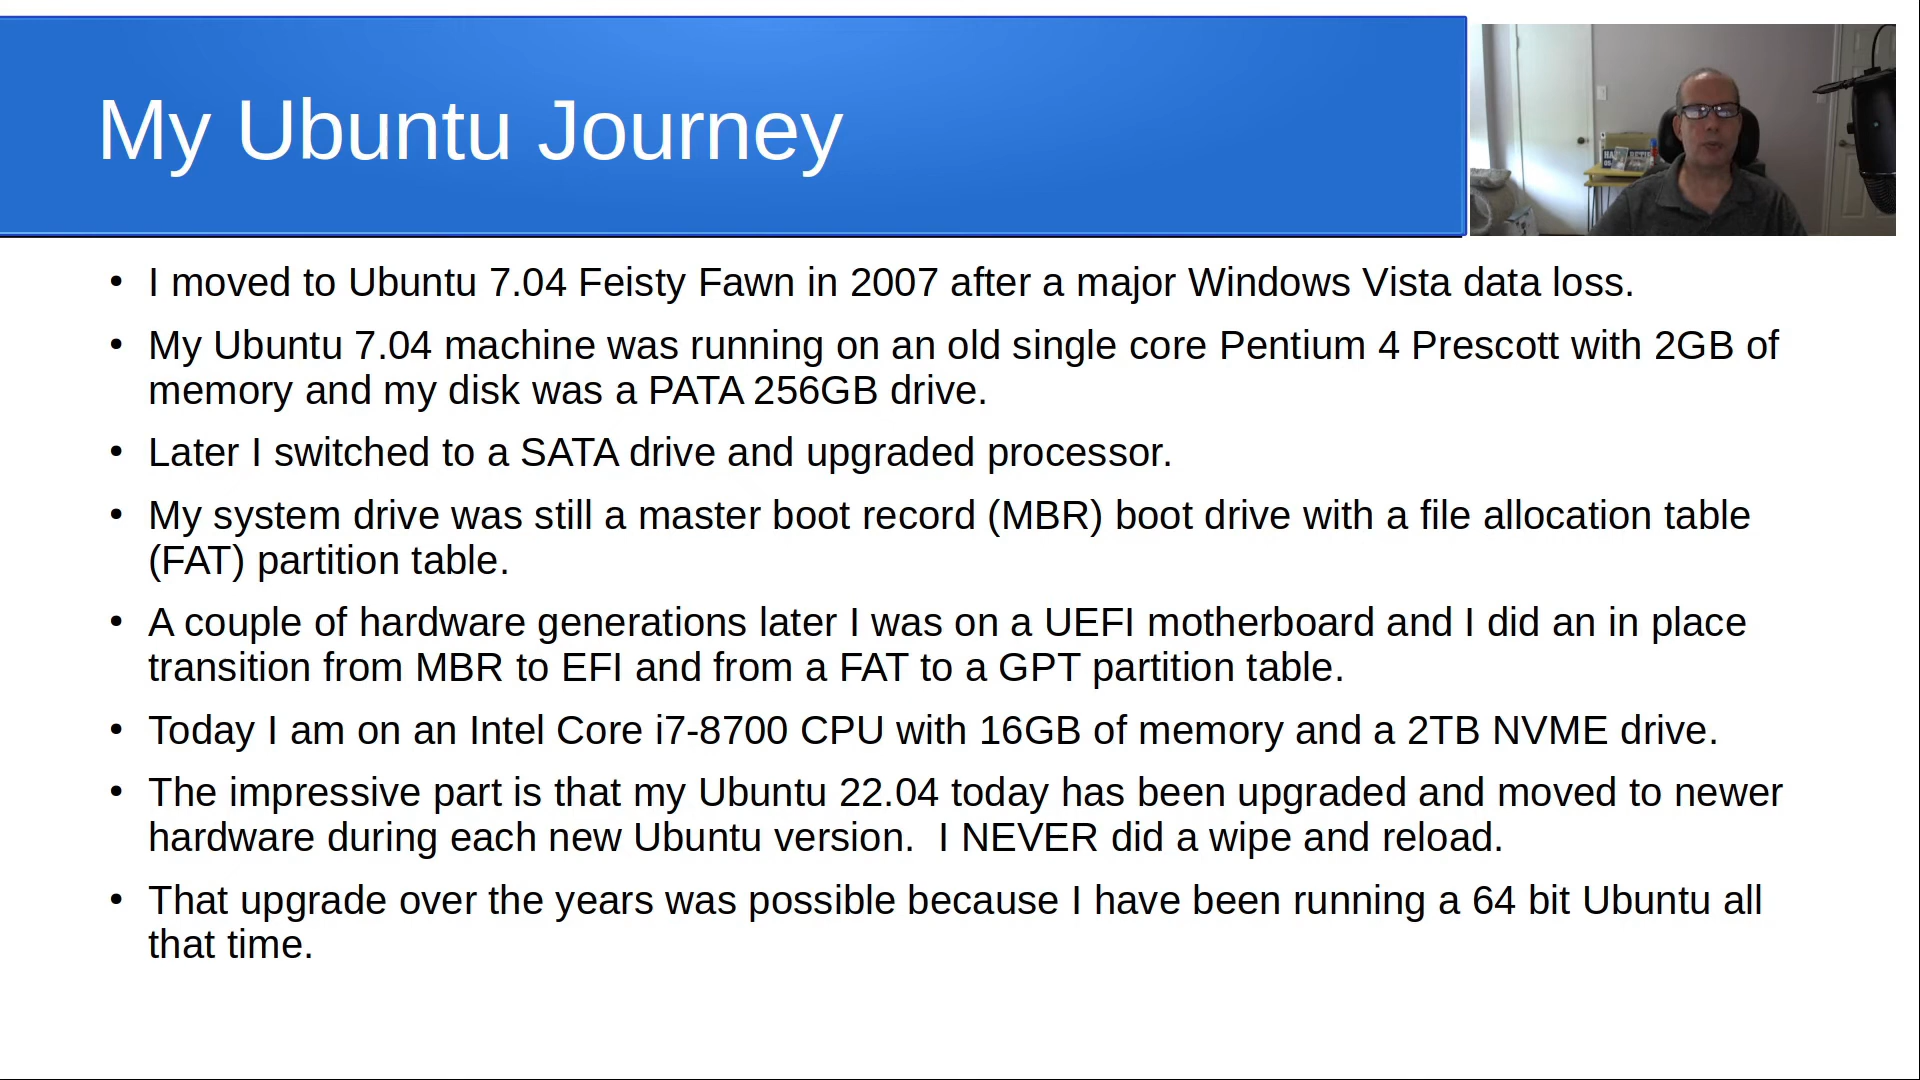 My Ubuntu Journey
• I moved to Ubuntu 7.04 Feisty Fawn in 2007 after a major Windows Vista data loss.
• My Ubuntu 7.04 machine was running on an old single core Pentium 4 Prescott with 2GB of
memory and my disk was a PATA 256GB drive.
• Later I switched to a SATA drive and upgraded processor.
• My system drive was still a master boot record (MBR) boot drive with a file allocation table
(FAT) partition table.
• A couple of hardware generations later I was on a UEFI motherboard and I did an in place
transition from MBR to EFI and from a FAT to a GPT partition table.
• Today I am on an Intel Core i7-8700 CPU with 16GB of memory and a 2TB NVME drive.
• The impressive part is that my Ubuntu 22.04 today has been upgraded and moved to newer
hardware during each new Ubuntu version.  I NEVER did a wipe and reload.
• That upgrade over the years was possible because I have been running a 64 bit Ubuntu all
that time.